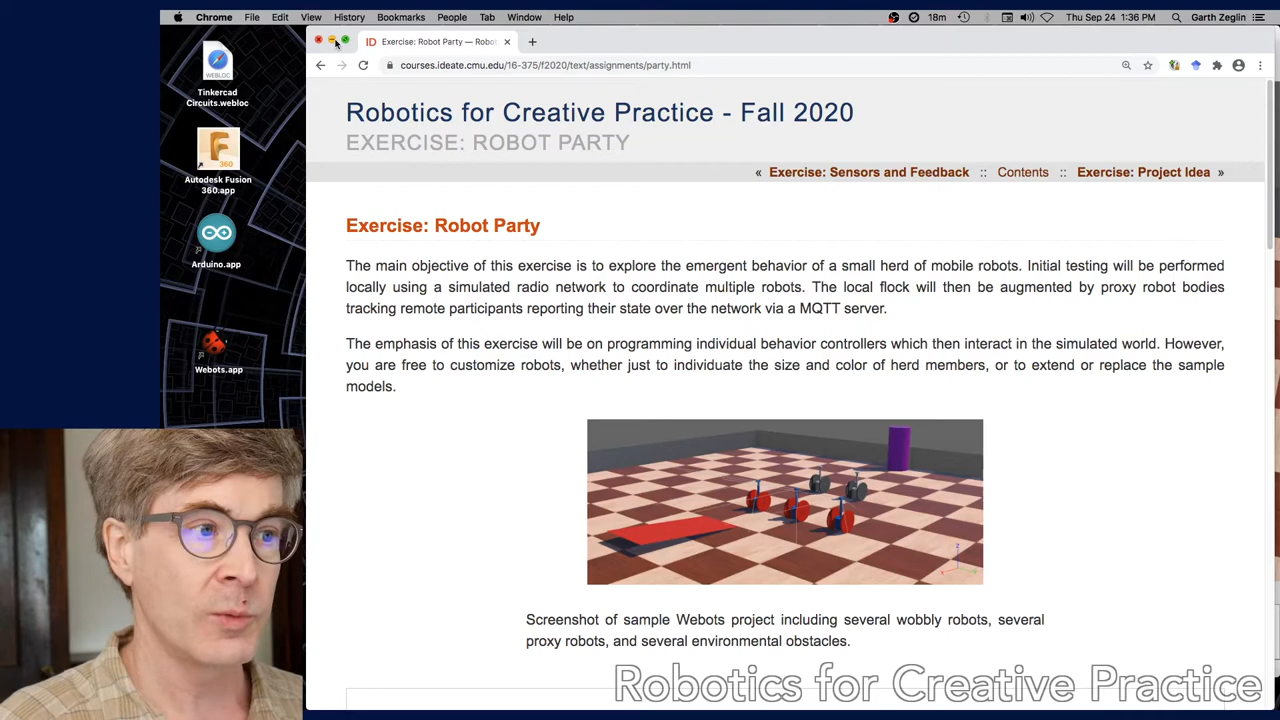 Chrome File Edit View History Bookmarks People Tab Window Help 18m Thu Sep 24 1:36 PM Garth Zeglin
ID Exercise: Robot Party — Robot
courses.ideate.cmu.edu/16-375/f2020/text/assignments/party.html
WEBLOC
Tinkercad
Circuits.webloc
F
360
Autodesk Fusion
360.app
Arduino.app
Webots.app
Robotics for Creative Practice - Fall 2020
EXERCISE: ROBOT PARTY
« Exercise: Sensors and Feedback :: Contents :: Exercise: Project Idea »
Exercise: Robot Party
The main objective of this exercise is to explore the emergent behavior of a small herd of mobile robots. Initial testing will be performed
locally using a simulated radio network to coordinate multiple robots. The local flock will then be augmented by proxy robot bodies
tracking remote participants reporting their state over the network via a MQTT server.
The emphasis of this exercise will be on programming individual behavior controllers which then interact in the simulated world. However,
you are free to customize robots, whether just to individuate the size and color of herd members, or to extend or replace the sample
models.
Screenshot of sample Webots project including several wobbly robots, several
proxy robots, and several environmental obstacles.
Robotics for Creative Practice